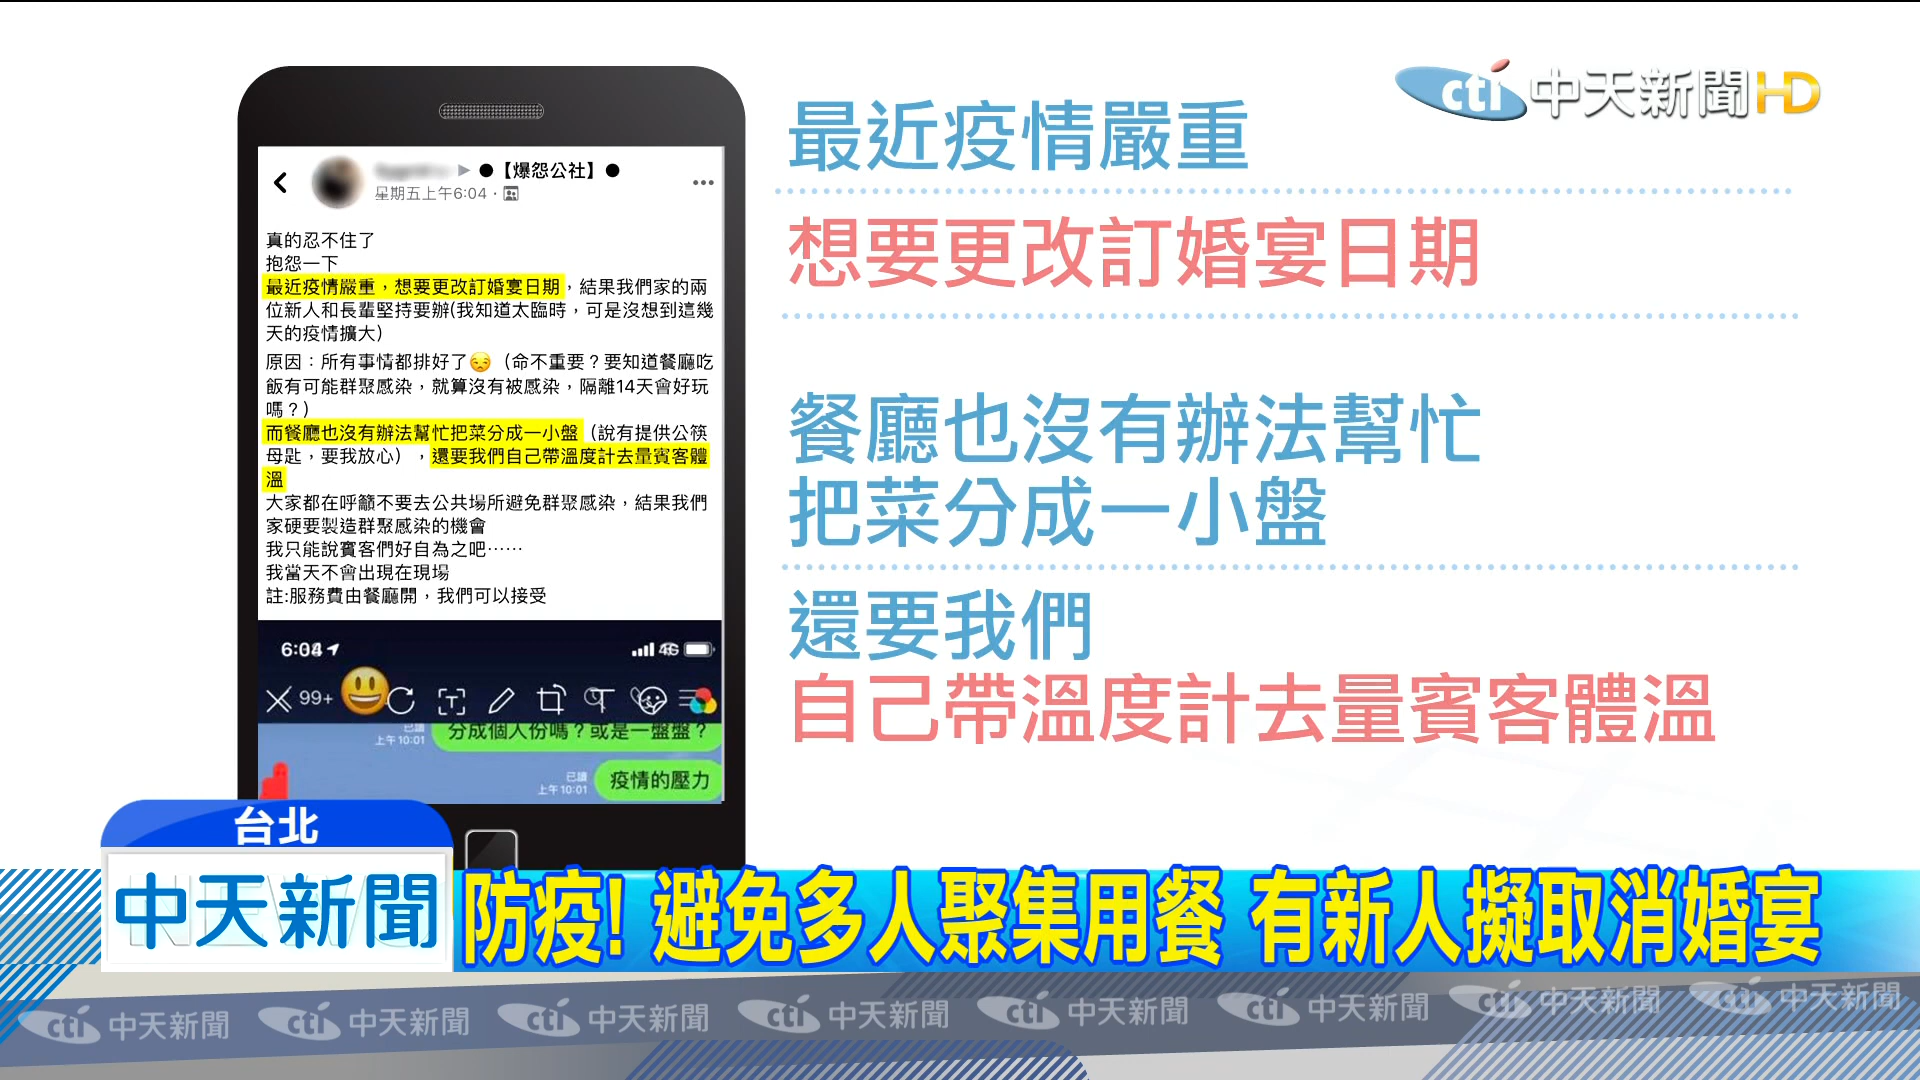 cti 中天新聞HD
●【爆怨公社】●
星期五上午6:04
真的忍不住了
抱怨一下
最近疫情嚴重，想要更改訂婚宴日期，結果我們家的兩
位新人和長輩堅持要辦(我知道太臨時，可是沒想到這幾
天的疫情擴大）
原因：所有事情都排好了😒（命不重要？要知道餐廳吃
飯有可能群聚感染，就算沒有被感染，隔離14天會好玩
嗎？）
而餐廳也沒有辦法幫忙把菜分成一小盤（說有提供公筷
母匙，要我放心），還要我們自己帶溫度計去量賓客體
溫
大家都在呼籲不要去公共場所避免群聚感染，結果我們
家硬要製造群聚感染的機會
我只能說賓客們好自為之吧⋯⋯
我當天不會出現在現場
註:服務費由餐廳開，我們可以接受
99+
分成個人份嗎？或是一盤盤？
已讀
上午10:01
疫情的壓力
已讀
上午10:01
最近疫情嚴重
想要更改訂婚宴日期
餐廳也沒有辦法幫忙
把菜分成一小盤
還要我們
自己帶溫度計去量賓客體溫
台北
中天新聞
防疫! 避免多人聚集用餐 有新人擬取消婚宴
cti 中天新聞 cti 中天新聞 cti 中天新聞 cti 中天新聞 cti 中天新聞 cti 中天新聞 cti 中天新聞 cti 中天新聞